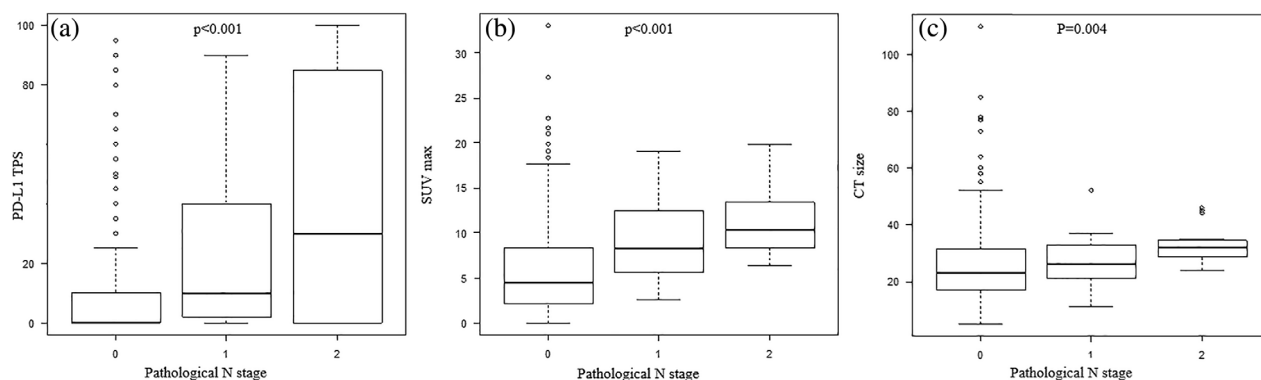 (a)
p<0.001
100
80
20
0
PD-L1 TPS
0 1 2
Pathological N stage
(b)
p<0.001
30
25
20
15
10
5
0
SUV max
0 1 2
Pathological N stage
(c)
P=0.004
100
80
60
40
20
CT size
0 1 2
Pathological N stage